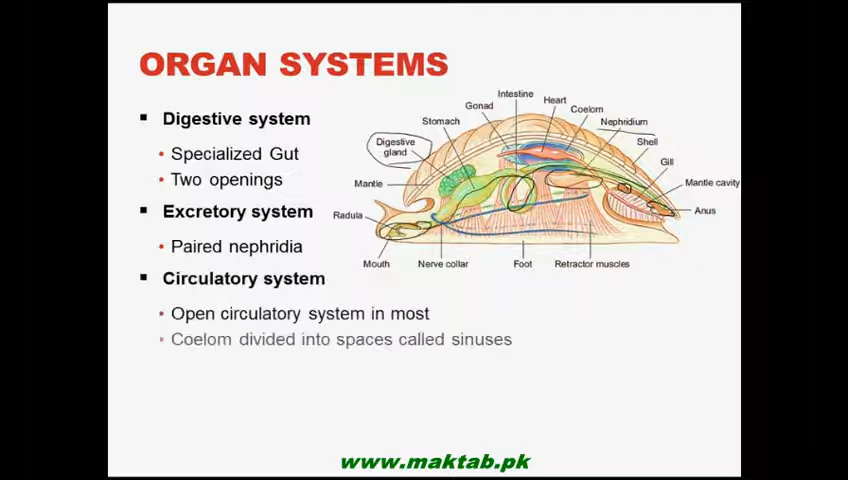 ORGAN SYSTEMS
Digestive system
Specialized Gut
Two openings
Excretory system
Paired nephridia
Circulatory system
Open circulatory system in most
Coelom divided into spaces called sinuses
Intestine
Gonad
Heart
Coelom
Stomach
Nephridium
Digestive
gland
Shell
Gill
Mantle
Mantle cavity
Radula
Anus
Mouth
Nerve collar
Foot
Retractor muscles
www.maktab.pk